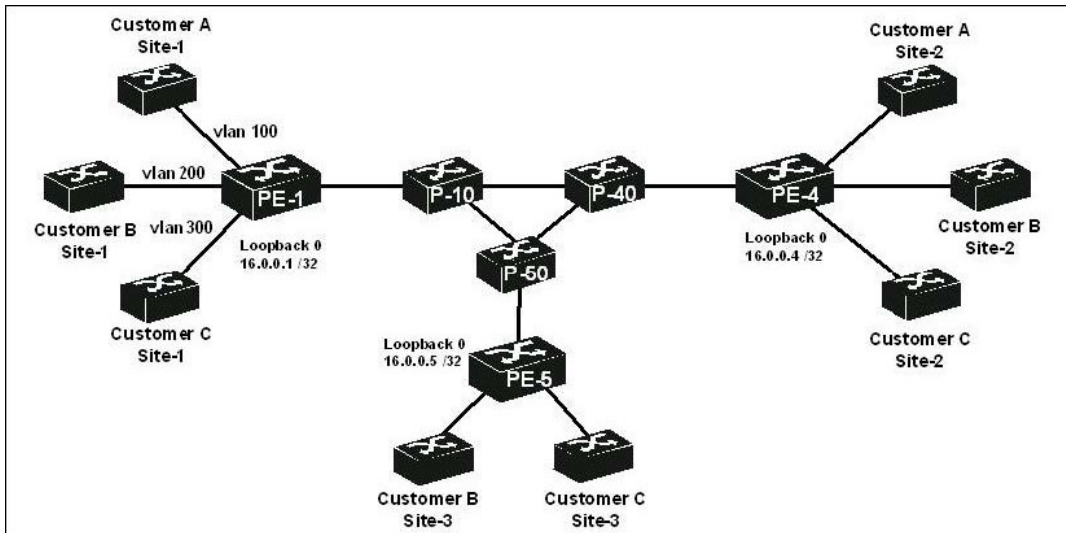 Customer A
Site-1
Customer A
Site-2
vlan 100
vlan 200
PE-1
P-10
P-40
PE-4
Customer B
Site-1
vlan 300
Loopback 0
16.0.0.1 /32
Loopback 0
16.0.0.4 /32
Customer B
Site-2
P-50
Customer C
Site-1
Loopback 0
16.0.0.5 /32
PE-5
Customer C
Site-2
Customer B
Site-3
Customer C
Site-3